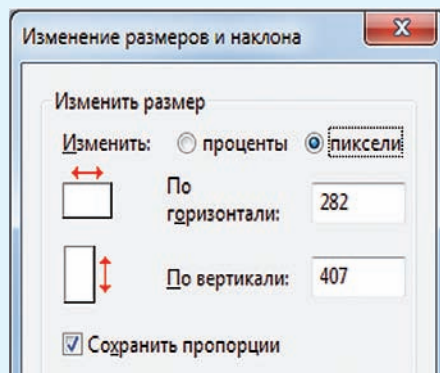 Изменение размеров и наклона
Изменить размер
Изменить: проценты пиксели
По
горизонтали: 282
По вертикали: 407
Сохранить пропорции